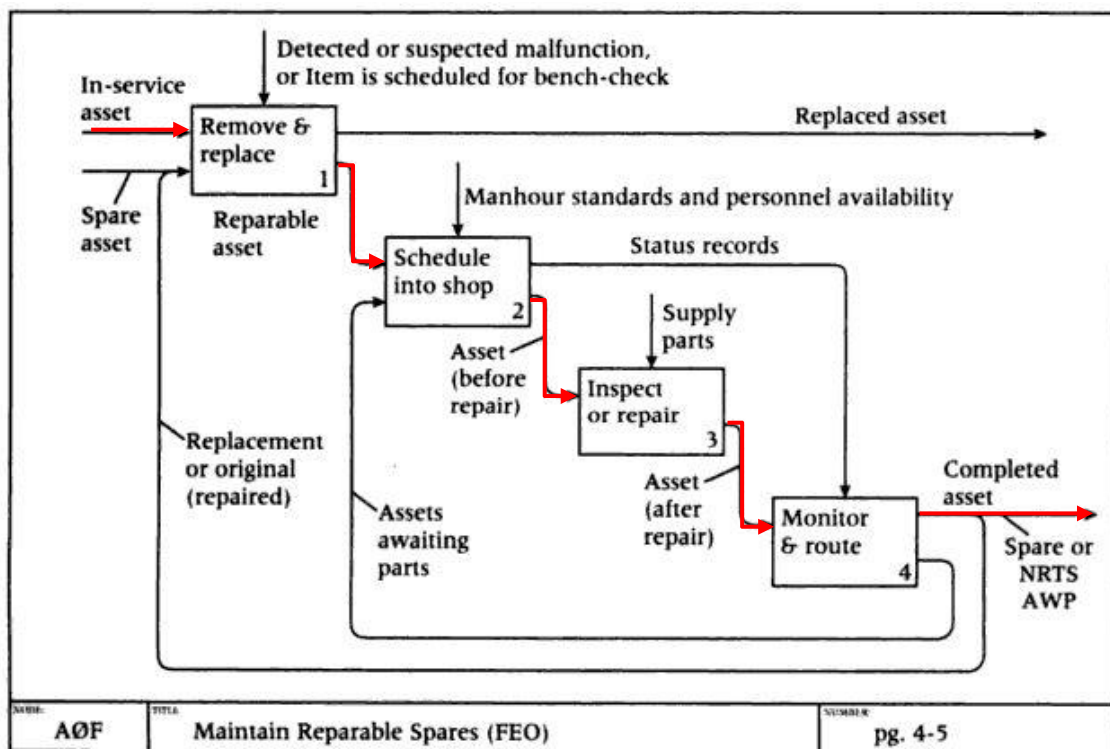 Detected or suspected malfunction,
or Item is scheduled for bench-check
In-service
asset
Remove &
replace
1
Replaced asset
Spare
asset
Reparable
asset
Manhour standards and personnel availability
Schedule
into shop
2
Status records
Supply
parts
Asset
(before
repair)
Inspect
or repair
3
Replacement
or original
(repaired)
Assets
awaiting
parts
Asset
(after
repair)
Monitor
& route
4
Completed
asset
Spare or
NRTS
AWP
NODE:
AØF
TITLE
Maintain Reparable Spares (FEO)
NUMBER
pg. 4-5